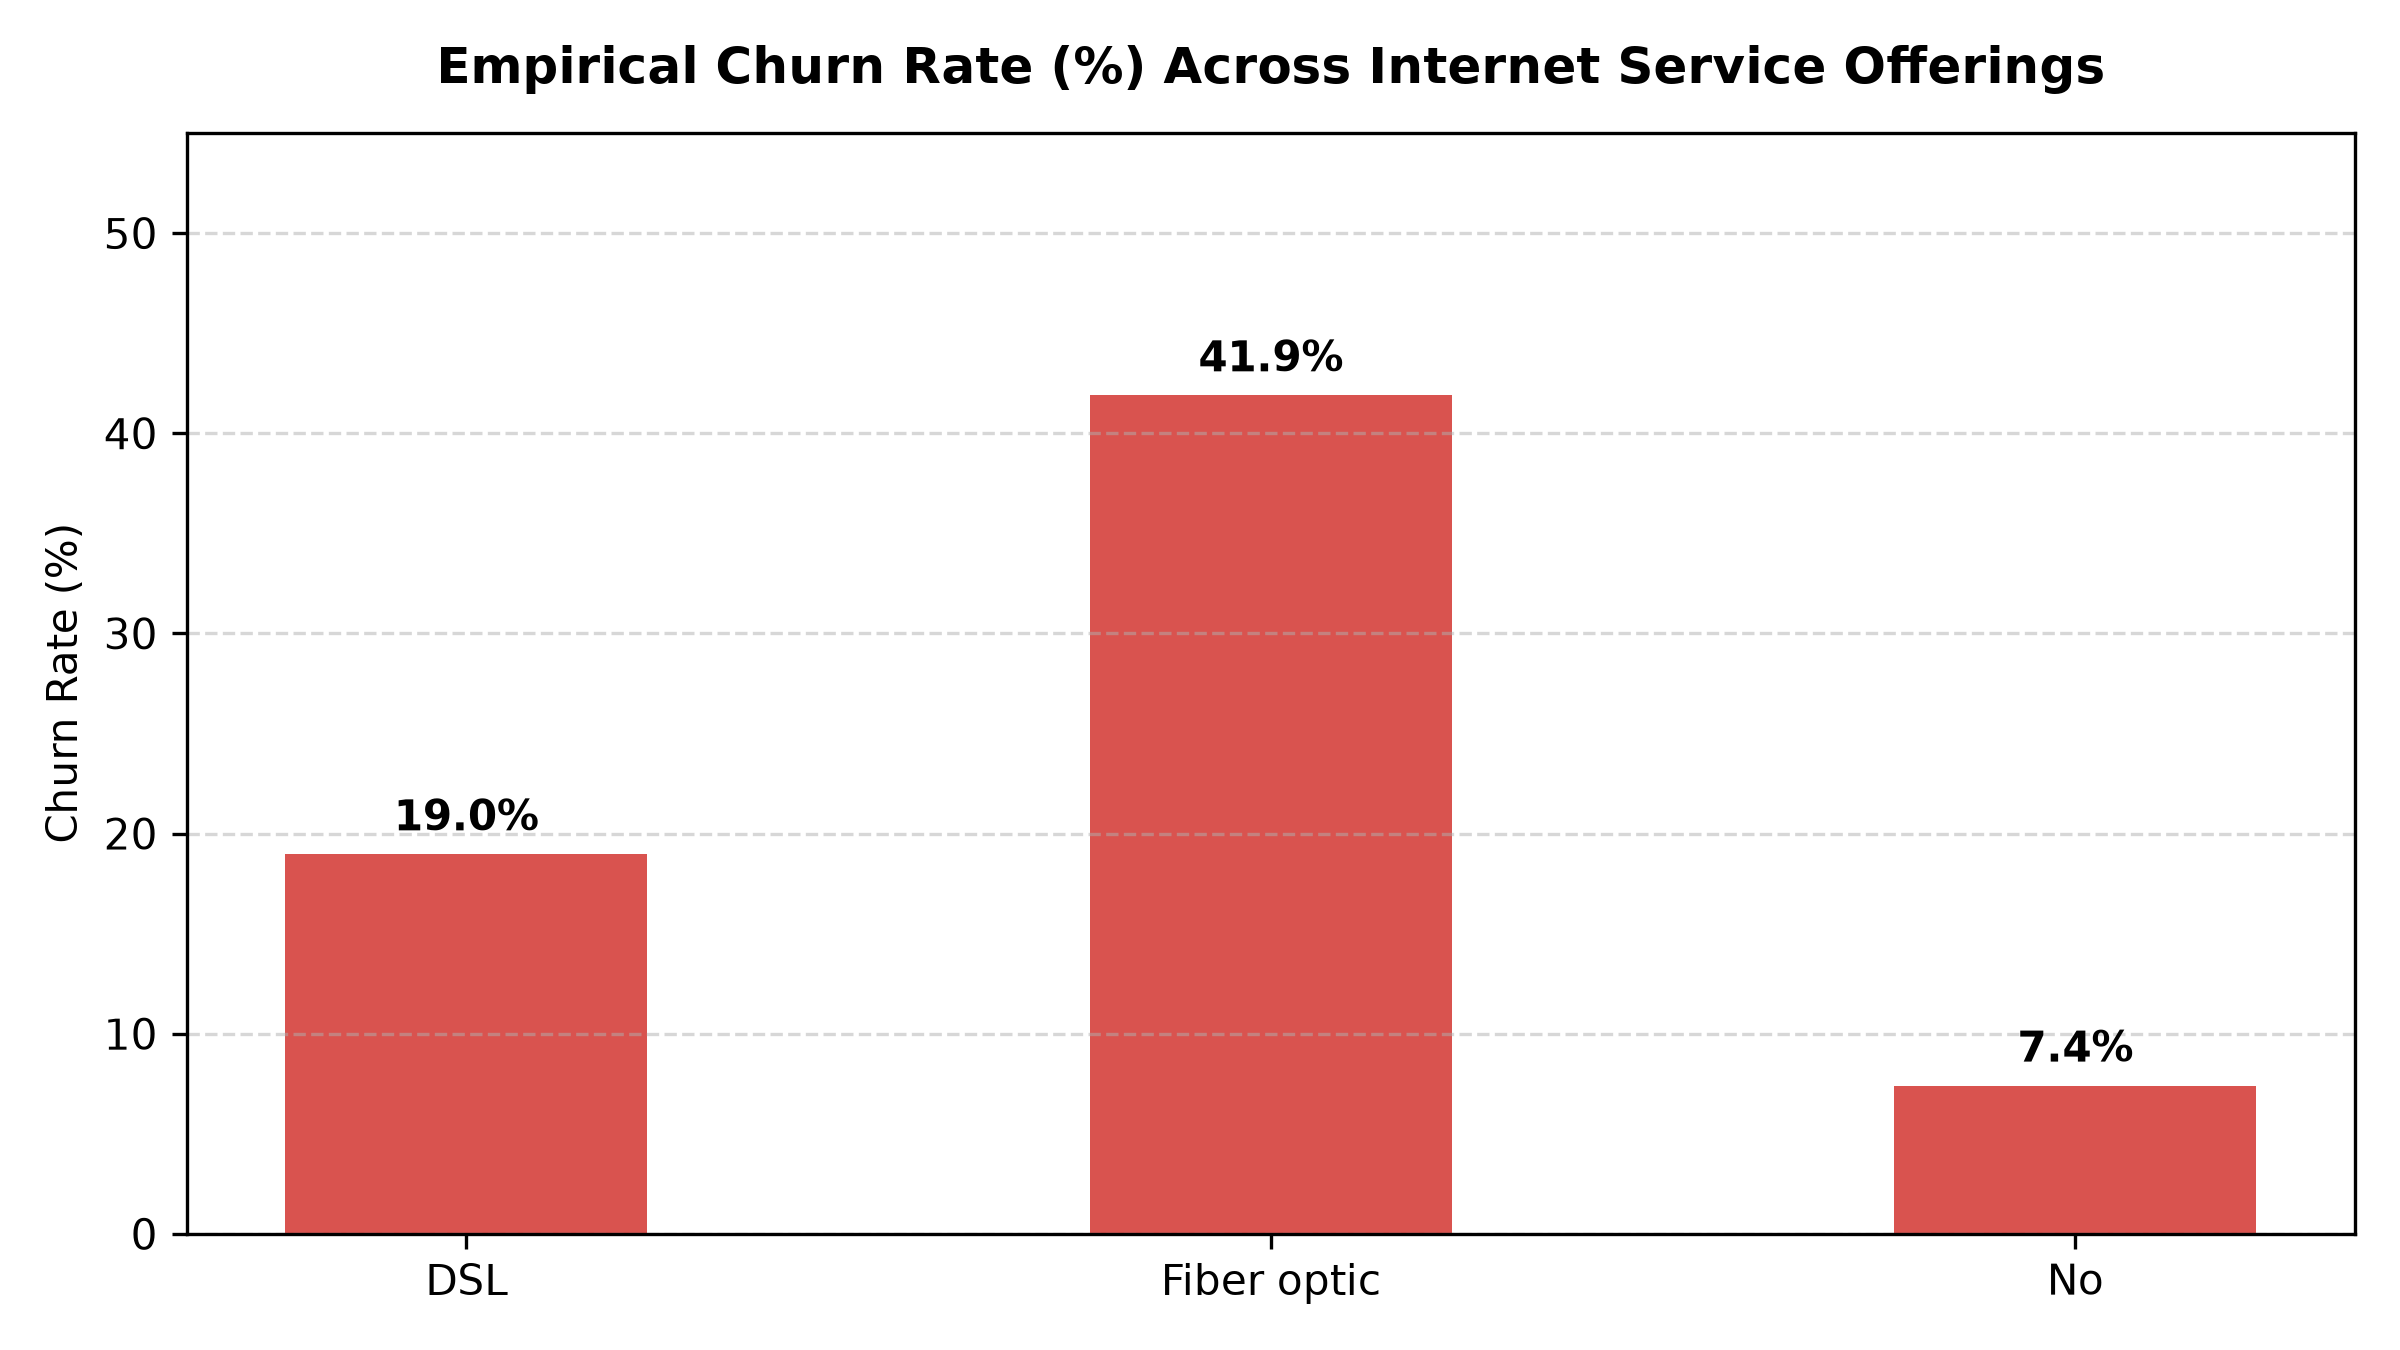 Empirical Churn Rate (%) Across Internet Service Offerings
Churn Rate (%)
50
40
30
20
10
0
41.9%
19.0%
7.4%
DSL
Fiber optic
No